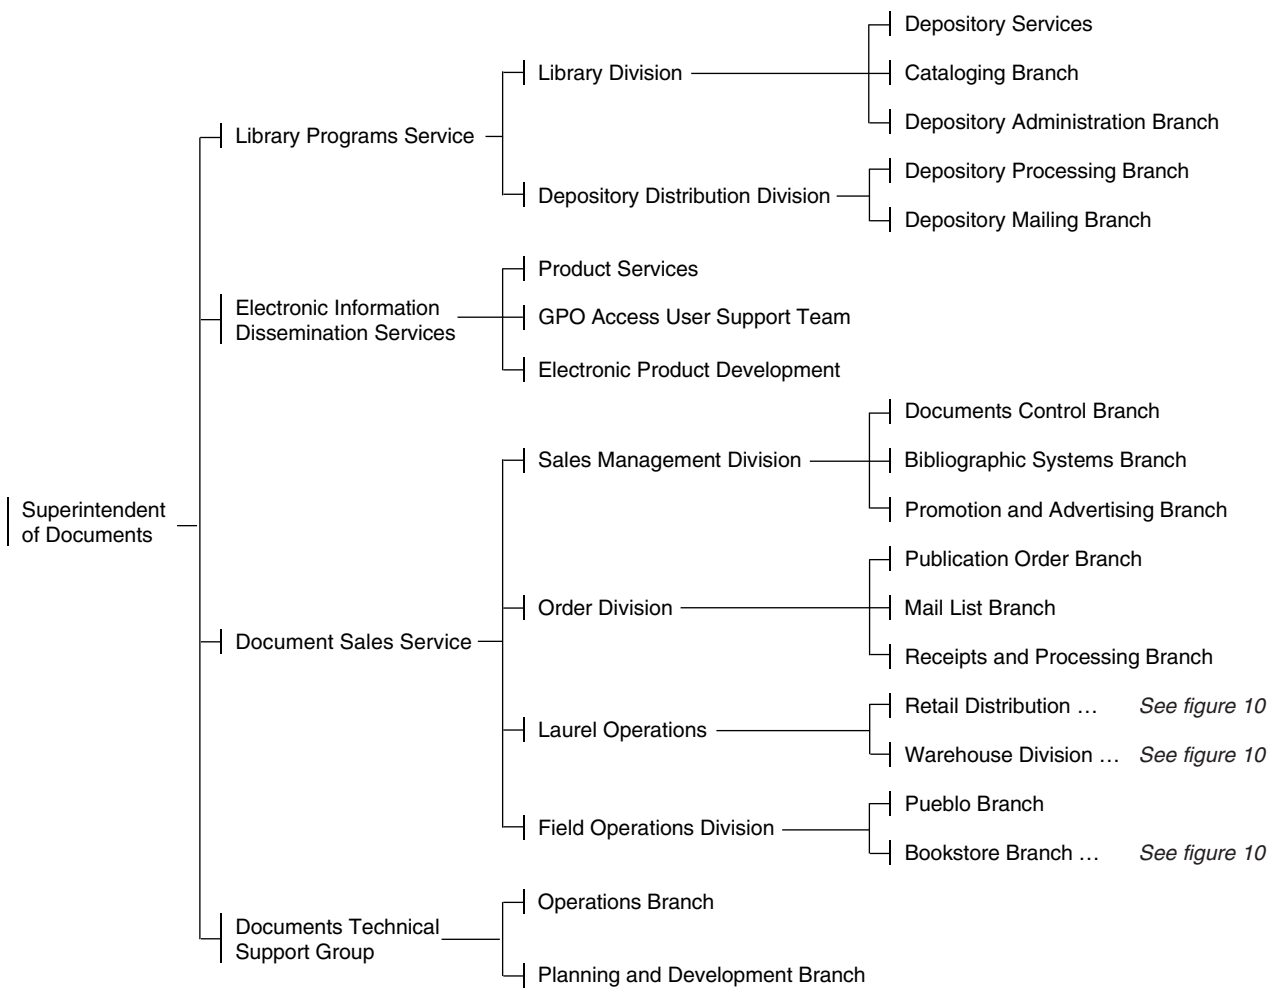 Superintendent
of Documents
Library Programs Service
Library Division
Depository Services
Cataloging Branch
Depository Administration Branch
Depository Distribution Division
Depository Processing Branch
Depository Mailing Branch
Electronic Information
Dissemination Services
Product Services
GPO Access User Support Team
Electronic Product Development
Document Sales Service
Sales Management Division
Documents Control Branch
Bibliographic Systems Branch
Promotion and Advertising Branch
Order Division
Publication Order Branch
Mail List Branch
Receipts and Processing Branch
Laurel Operations
Retail Distribution … See figure 10
Warehouse Division … See figure 10
Field Operations Division
Pueblo Branch
Bookstore Branch … See figure 10
Documents Technical
Support Group
Operations Branch
Planning and Development Branch